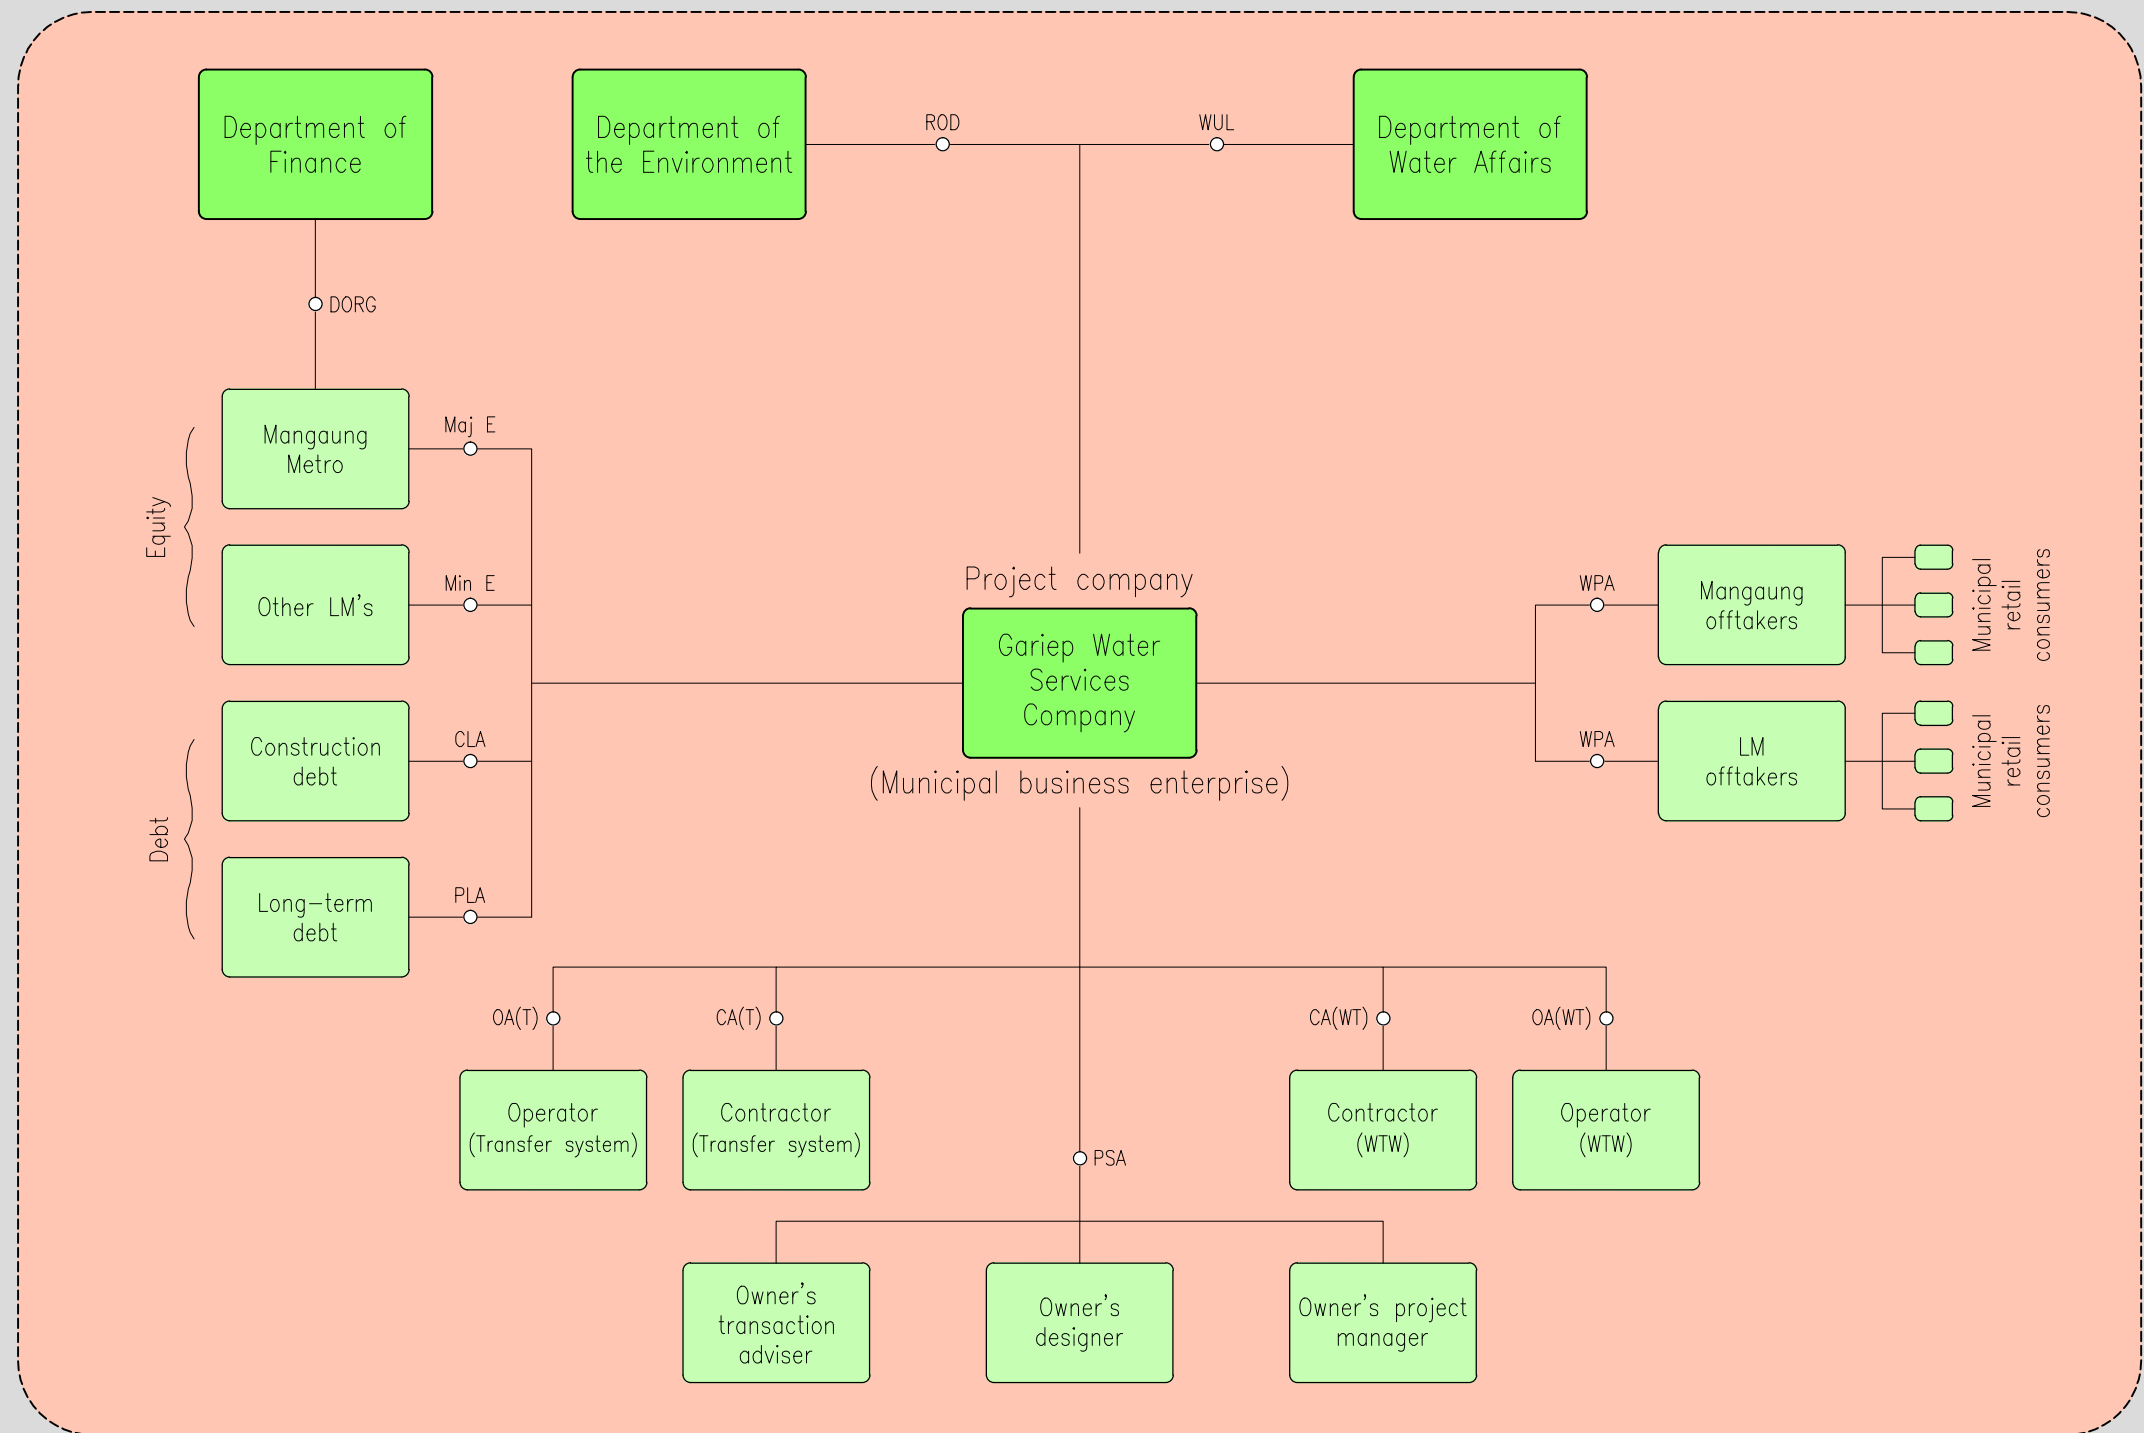 Department of
Finance
Department of
the Environment
ROD
WUL
Department of
Water Affairs
DORG
Equity
Mangaung
Metro
Maj E
Other LM's
Min E
Debt
Construction
debt
CLA
Long-term
debt
PLA
Project company
Gariep Water
Services
Company
(Municipal business enterprise)
WPA
Mangaung
offtakers
Municipal
retail
consumers
WPA
LM
offtakers
Municipal
retail
consumers
OA(T)
CA(T)
CA(WT)
OA(WT)
Operator
(Transfer system)
Contractor
(Transfer system)
Contractor
(WTW)
Operator
(WTW)
PSA
Owner's
transaction
adviser
Owner's
designer
Owner's project
manager